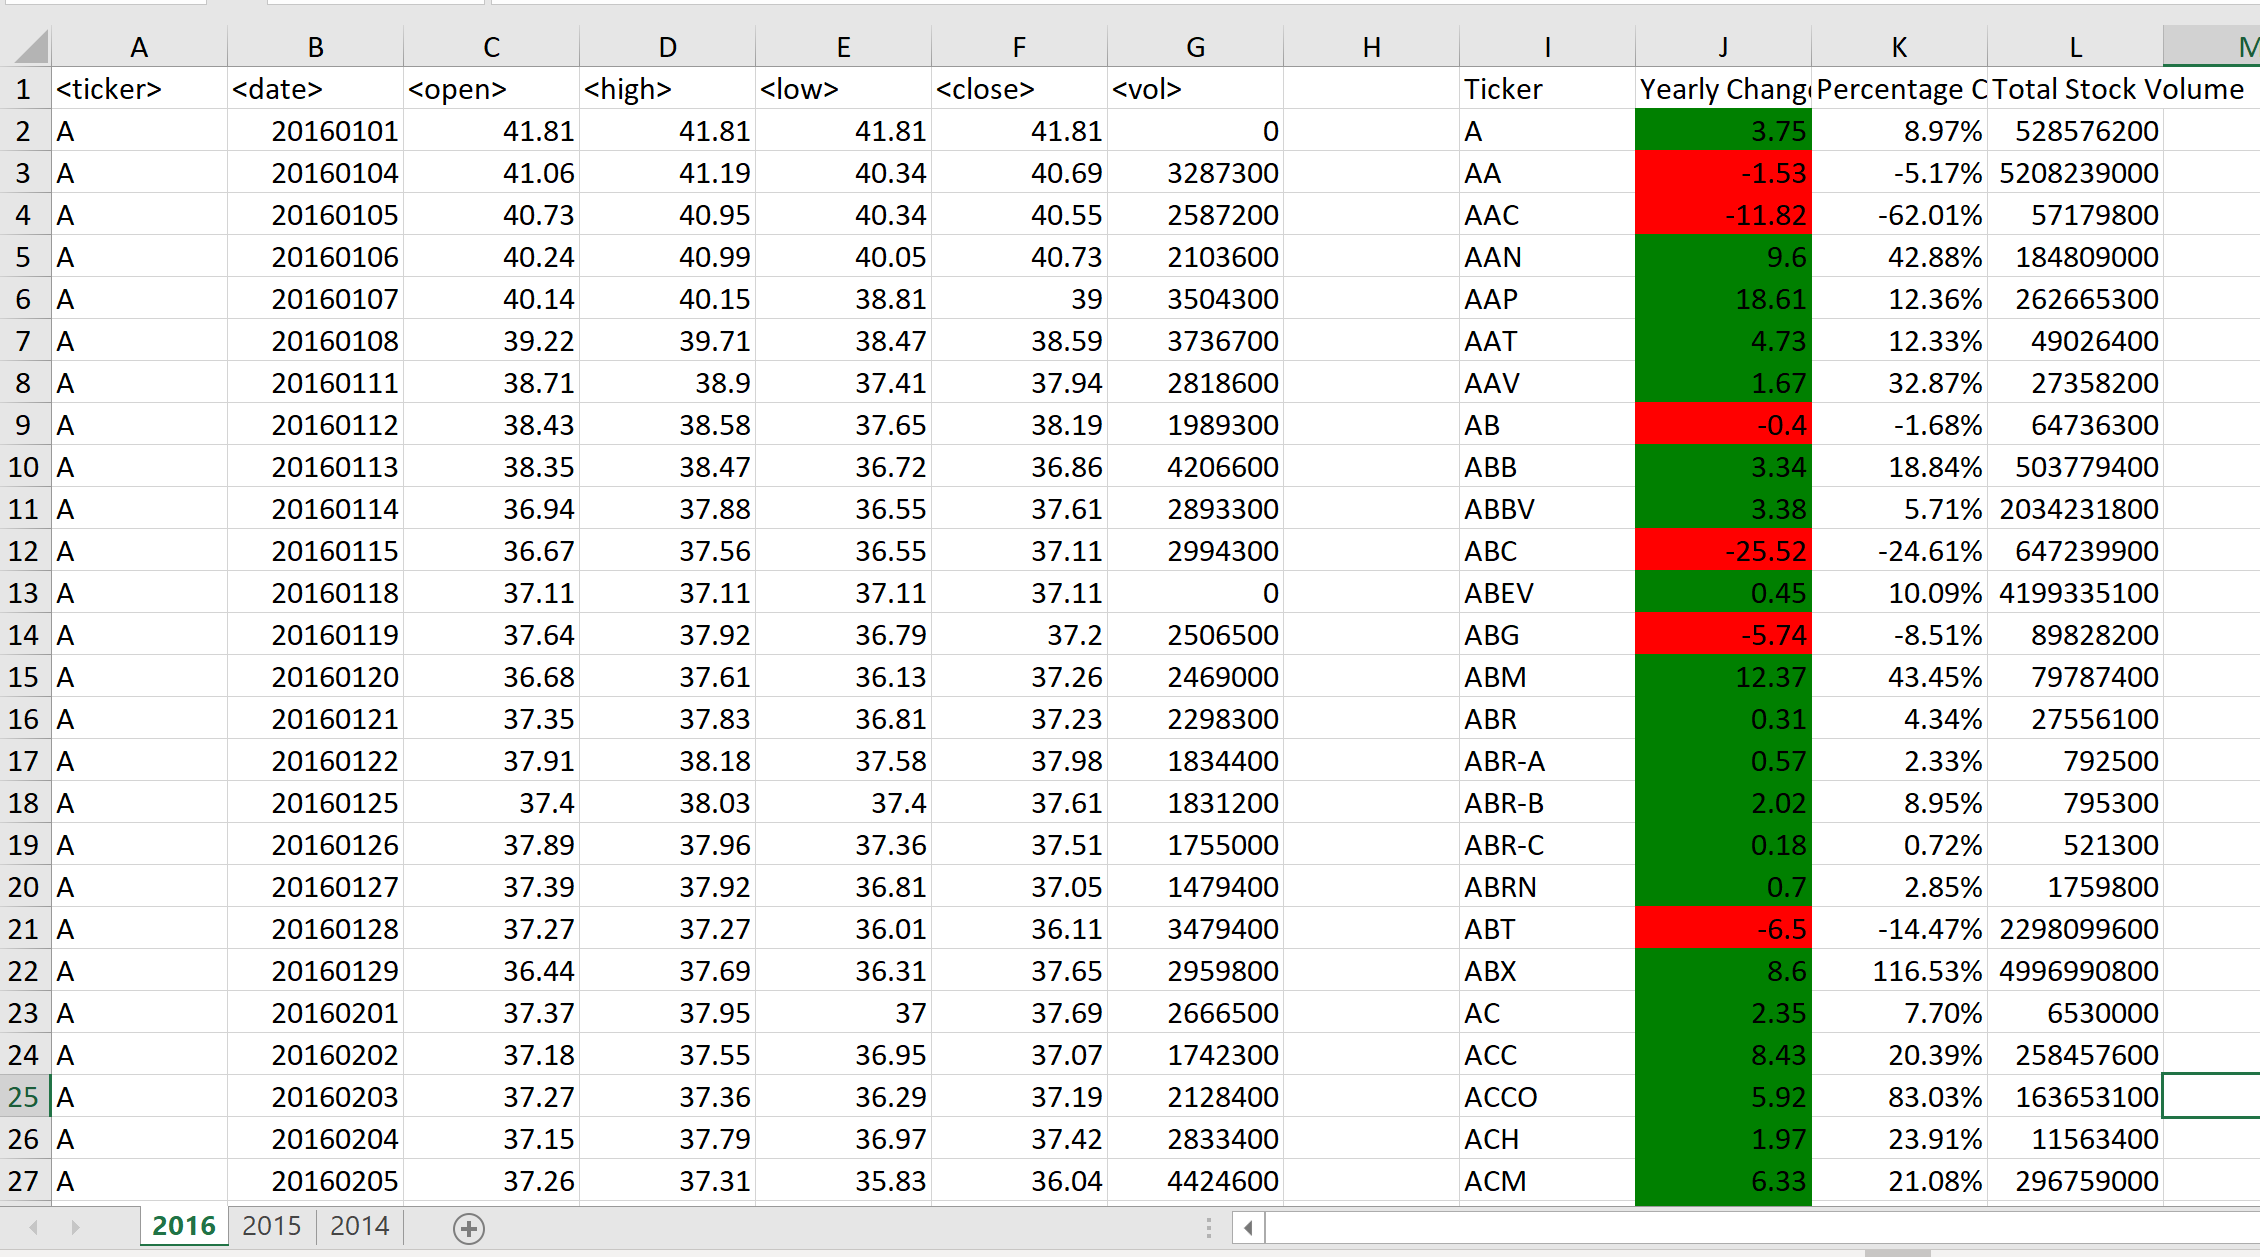 A B C D E F G H I J K L M
1 <ticker> <date> <open> <high> <low> <close> <vol> Ticker Yearly Change Percentage C Total Stock Volume
2 A 20160101 41.81 41.81 41.81 41.81 0 A 3.75 8.97% 528576200
3 A 20160104 41.06 41.19 40.34 40.69 3287300 AA -1.53 -5.17% 5208239000
4 A 20160105 40.73 40.95 40.34 40.55 2587200 AAC -11.82 -62.01% 57179800
5 A 20160106 40.24 40.99 40.05 40.73 2103600 AAN 9.6 42.88% 184809000
6 A 20160107 40.14 40.15 38.81 39 3504300 AAP 18.61 12.36% 262665300
7 A 20160108 39.22 39.71 38.47 38.59 3736700 AAT 4.73 12.33% 49026400
8 A 20160111 38.71 38.9 37.41 37.94 2818600 AAV 1.67 32.87% 27358200
9 A 20160112 38.43 38.58 37.65 38.19 1989300 AB -0.4 -1.68% 64736300
10 A 20160113 38.35 38.47 36.72 36.86 4206600 ABB 3.34 18.84% 503779400
11 A 20160114 36.94 37.88 36.55 37.61 2893300 ABBV 3.38 5.71% 2034231800
12 A 20160115 36.67 37.56 36.55 37.11 2994300 ABC -25.52 -24.61% 647239900
13 A 20160118 37.11 37.11 37.11 37.11 0 ABEV 0.45 10.09% 4199335100
14 A 20160119 37.64 37.92 36.79 37.2 2506500 ABG -5.74 -8.51% 89828200
15 A 20160120 36.68 37.61 36.13 37.26 2469000 ABM 12.37 43.45% 79787400
16 A 20160121 37.35 37.83 36.81 37.23 2298300 ABR 0.31 4.34% 27556100
17 A 20160122 37.91 38.18 37.58 37.98 1834400 ABR-A 0.57 2.33% 792500
18 A 20160125 37.4 38.03 37.4 37.61 1831200 ABR-B 2.02 8.95% 795300
19 A 20160126 37.89 37.96 37.36 37.51 1755000 ABR-C 0.18 0.72% 521300
20 A 20160127 37.39 37.92 36.81 37.05 1479400 ABRN 0.7 2.85% 1759800
21 A 20160128 37.27 37.27 36.01 36.11 3479400 ABT -6.5 -14.47% 2298099600
22 A 20160129 36.44 37.69 36.31 37.65 2959800 ABX 8.6 116.53% 4996990800
23 A 20160201 37.37 37.95 37 37.69 2666500 AC 2.35 7.70% 6530000
24 A 20160202 37.18 37.55 36.95 37.07 1742300 ACC 8.43 20.39% 258457600
25 A 20160203 37.27 37.36 36.29 37.19 2128400 ACCO 5.92 83.03% 163653100
26 A 20160204 37.15 37.79 36.97 37.42 2833400 ACH 1.97 23.91% 11563400
27 A 20160205 37.26 37.31 35.83 36.04 4424600 ACM 6.33 21.08% 296759000
2016 2015 2014